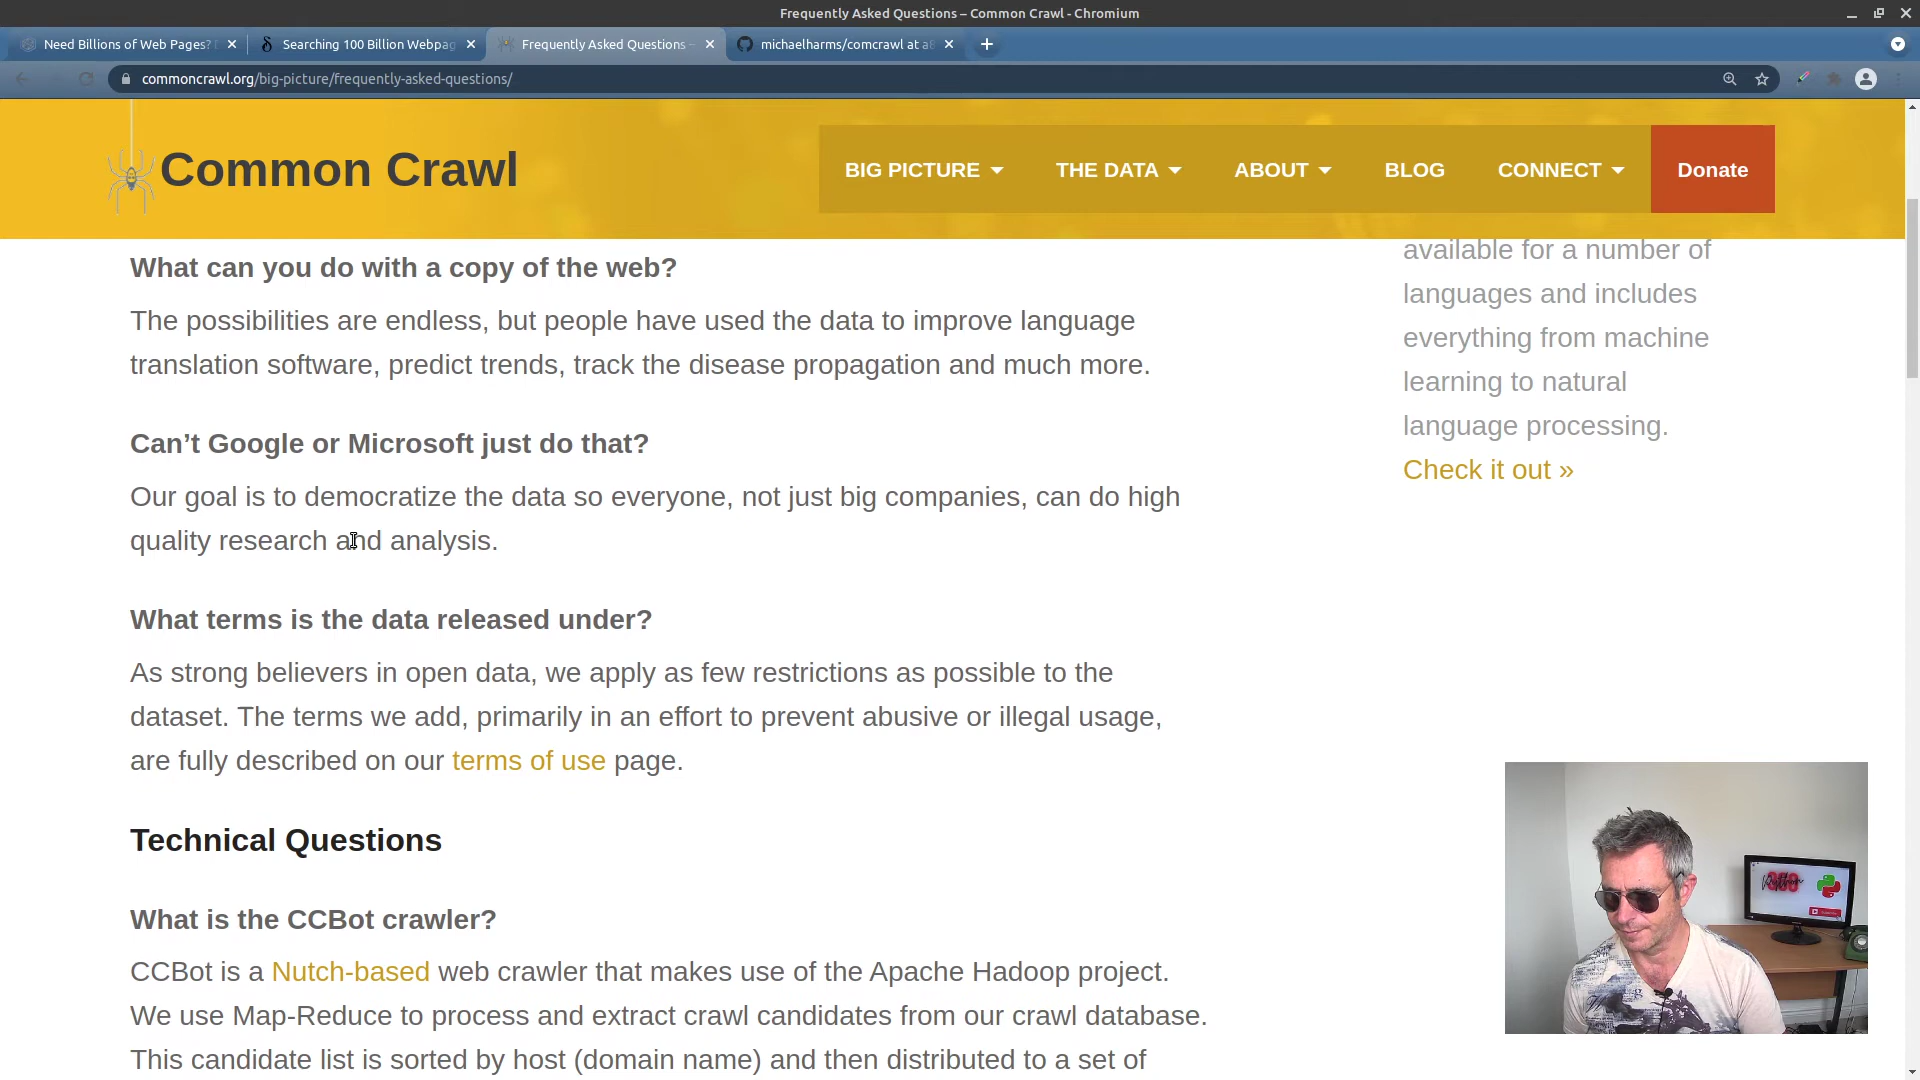 Frequently Asked Questions – Common Crawl - Chromium
Need Billions of Web Pages?
Searching 100 Billion Webpag
Frequently Asked Questions –
michaelharms/comcrawl at a
commoncrawl.org/big-picture/frequently-asked-questions/
Common Crawl
BIG PICTURE
THE DATA
ABOUT
BLOG
CONNECT
Donate
What can you do with a copy of the web?
The possibilities are endless, but people have used the data to improve language
translation software, predict trends, track the disease propagation and much more.
Can’t Google or Microsoft just do that?
Our goal is to democratize the data so everyone, not just big companies, can do high
quality research and analysis.
What terms is the data released under?
As strong believers in open data, we apply as few restrictions as possible to the
dataset. The terms we add, primarily in an effort to prevent abusive or illegal usage,
are fully described on our terms of use page.
Technical Questions
What is the CCBot crawler?
CCBot is a Nutch-based web crawler that makes use of the Apache Hadoop project.
We use Map-Reduce to process and extract crawl candidates from our crawl database.
This candidate list is sorted by host (domain name) and then distributed to a set of
available for a number of
languages and includes
everything from machine
learning to natural
language processing.
Check it out »